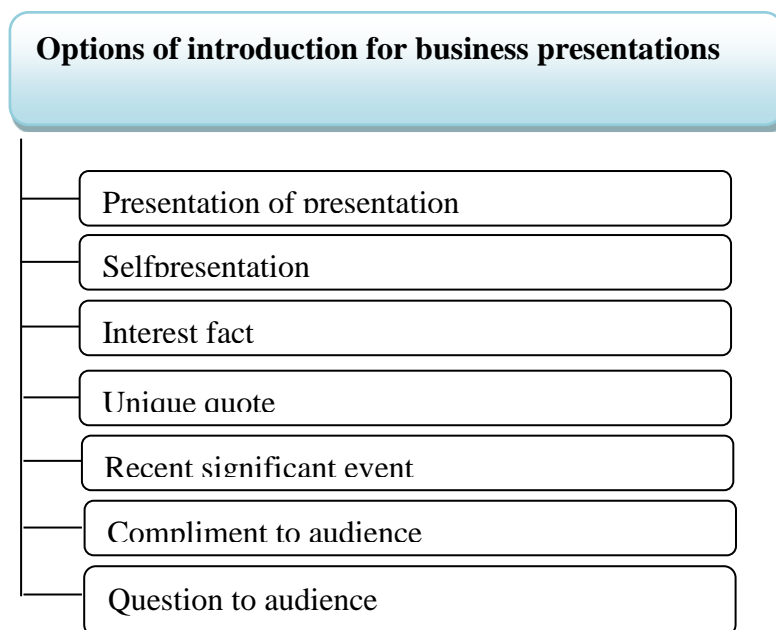 Options of introduction for business presentations
Presentation of presentation
Selfpresentation
Interest fact
Unique quote
Recent significant event
Compliment to audience
Question to audience